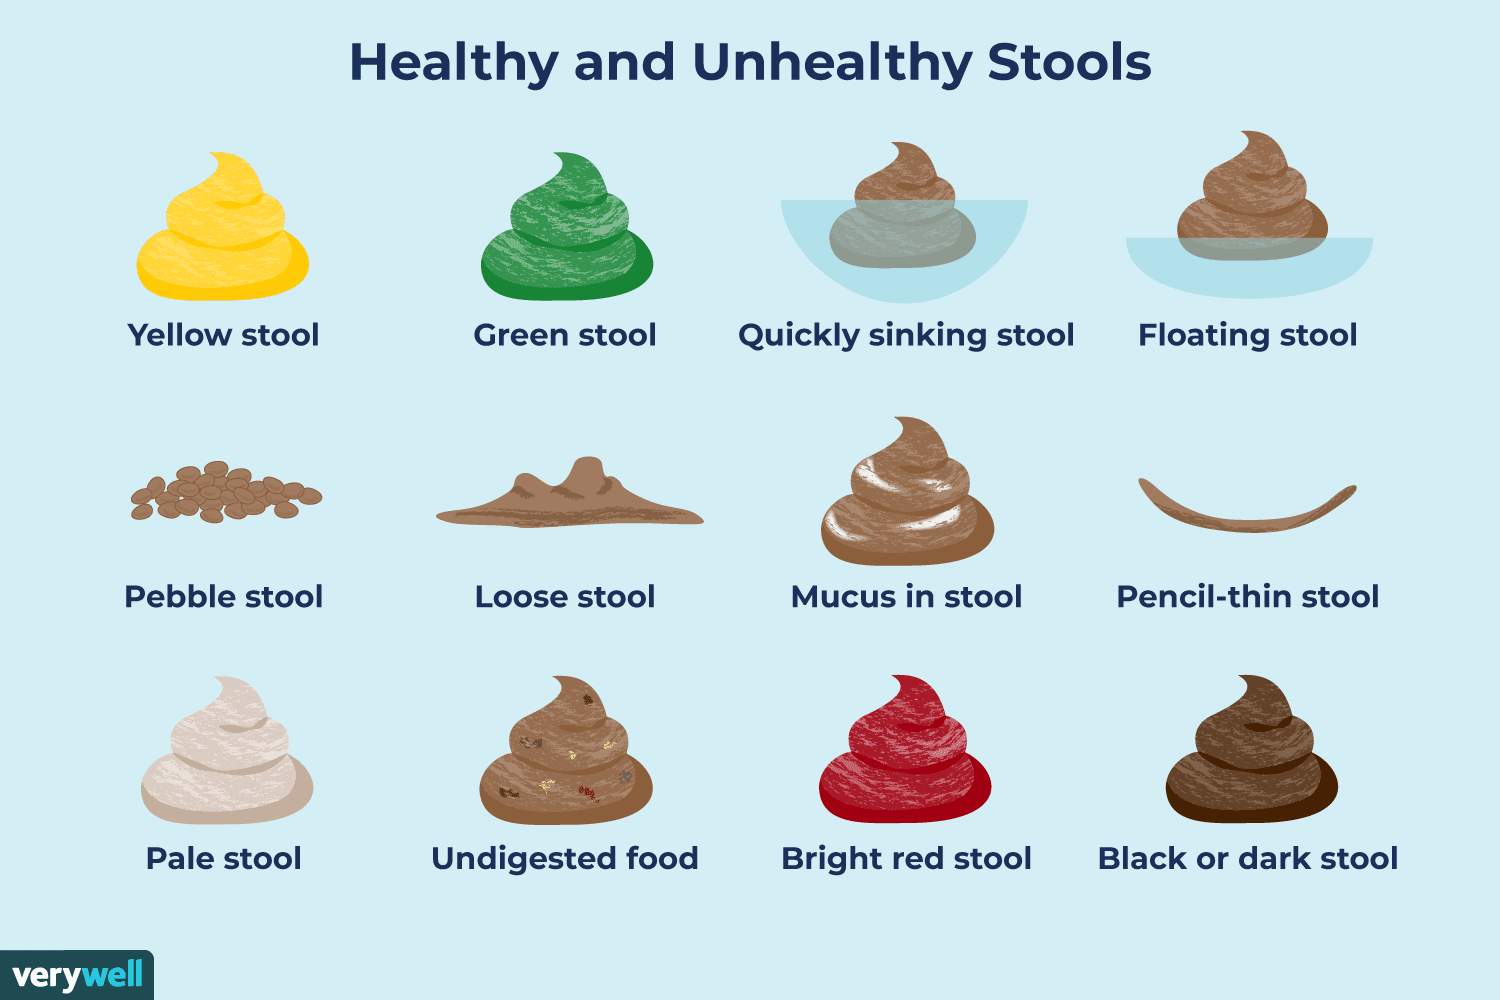 Healthy and Unhealthy Stools
Yellow stool
Green stool
Quickly sinking stool
Floating stool
Pebble stool
Loose stool
Mucus in stool
Pencil-thin stool
Pale stool
Undigested food
Bright red stool
Black or dark stool
verywell